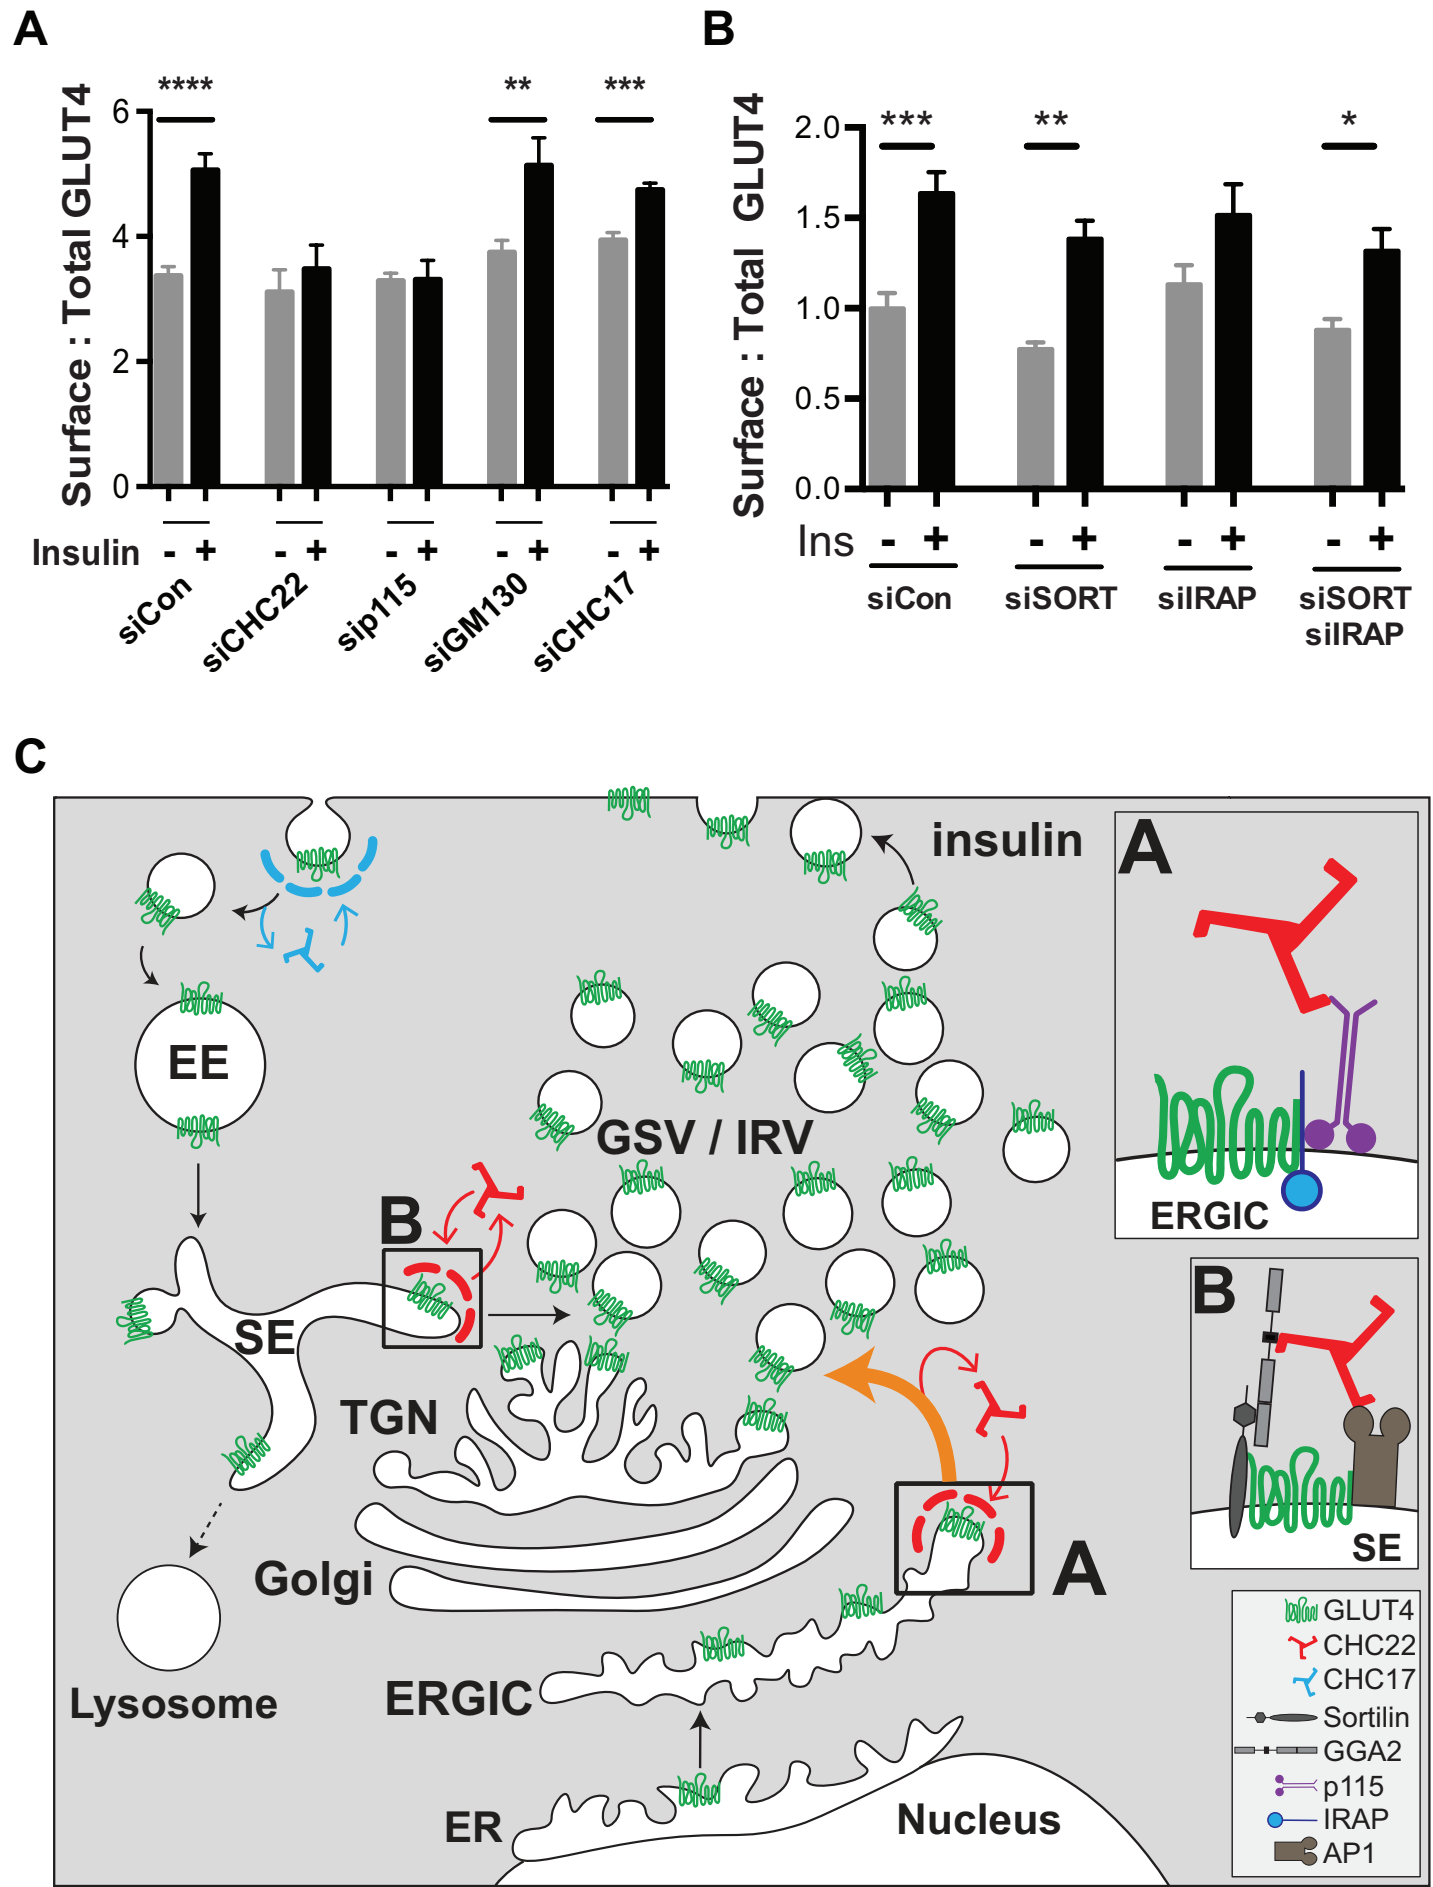 A
Surface : Total GLUT4
6
4
2
0
****
**
***
Insulin - + - + - + - + - +
siCon
siCHC22
sip115
siGM130
siCHC17
B
Surface : Total GLUT4
2.0
1.5
1.0
0.5
0.0
***
**
*
Ins - + - + - + - +
siCon
siSORT
siIRAP
siSORT
siIRAP
C
insulin
EE
GSV / IRV
B
SE
TGN
Golgi
A
Lysosome
ERGIC
ER
Nucleus
A
ERGIC
B
SE
GLUT4
CHC22
CHC17
Sortilin
GGA2
p115
IRAP
AP1